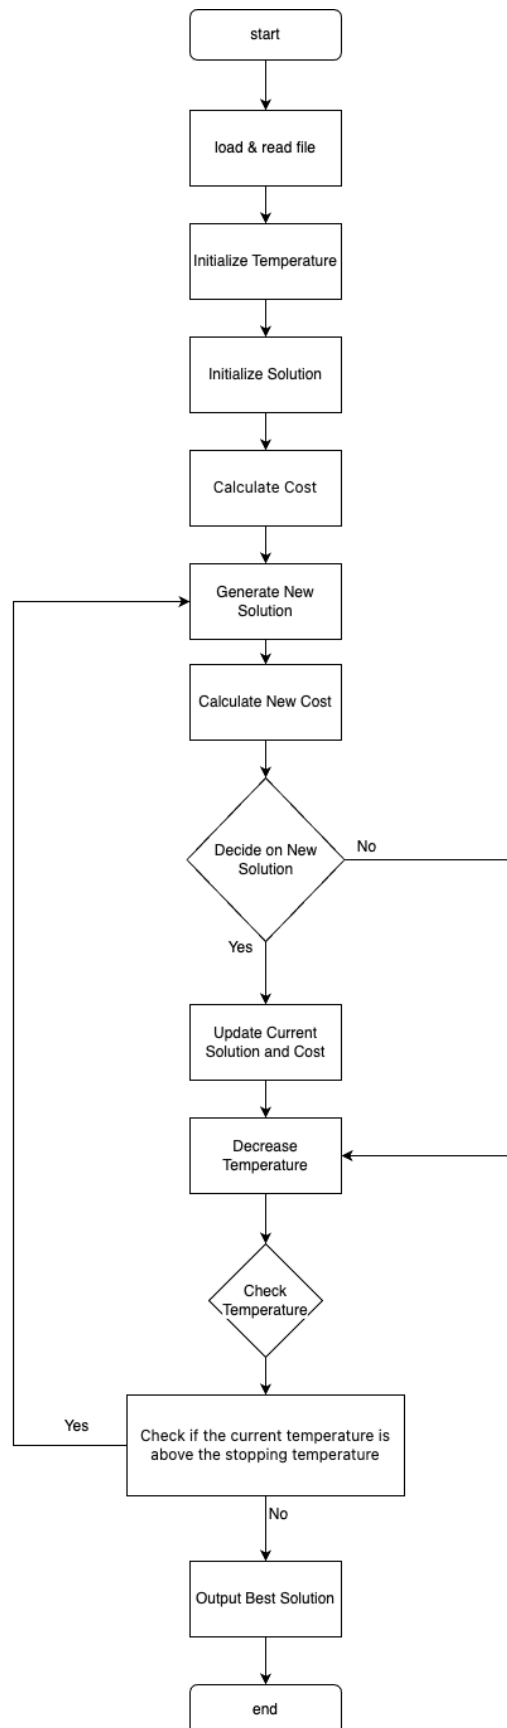 start
load & read file
Initialize Temperature
Initialize Solution
Calculate Cost
Generate New
Solution
Calculate New Cost
Decide on New
Solution
No
Yes
Update Current
Solution and Cost
Decrease
Temperature
Check
Temperature
Yes
Check if the current temperature is
above the stopping temperature
No
Output Best Solution
end